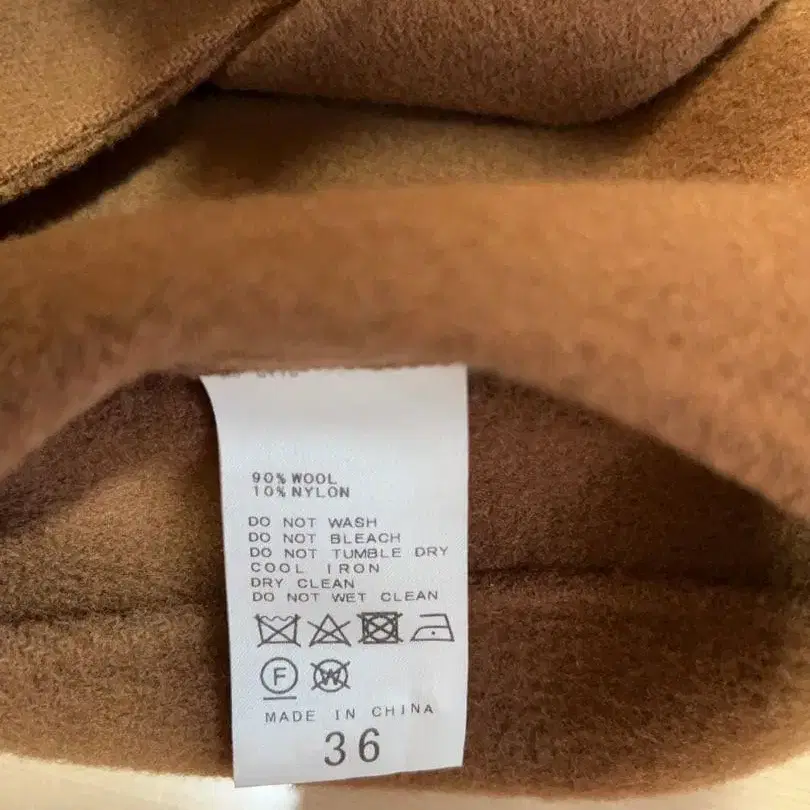 90% WOOL
10% NYLON
DO NOT WASH
DO NOT BLEACH
DO NOT TUMBLE DRY
COOL IRON
DRY CLEAN
DO NOT WET CLEAN
F W
MADE IN CHINA
36